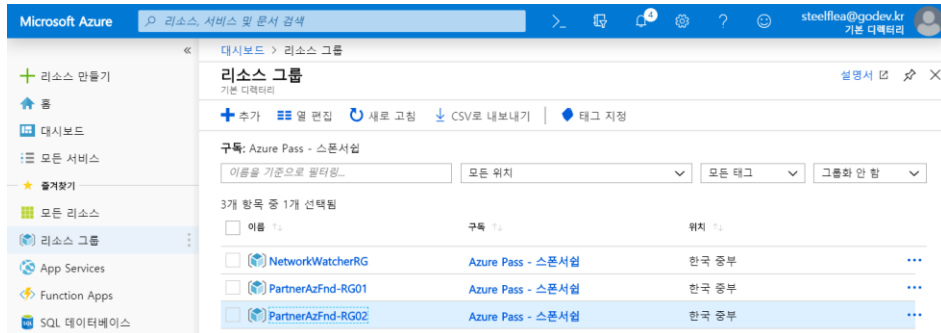 Microsoft Azure
리소스, 서비스 및 문서 검색
4
steelflea@godev.kr
기본 디렉터리
«
리소스 만들기
홈
대시보드
모든 서비스
즐겨찾기
모든 리소스
리소스 그룹
App Services
Function Apps
SQL 데이터베이스
대시보드 > 리소스 그룹
리소스 그룹
기본 디렉터리
설명서
추가 열 편집 새로 고침 CSV로 내보내기 태그 지정
구독: Azure Pass - 스폰서쉽
이름을 기준으로 필터링... 모든 위치 모든 태그 그룹화 안 함
3개 항목 중 1개 선택됨
이름 ↑↓ 구독 ↑↓ 위치 ↑↓
NetworkWatcherRG Azure Pass - 스폰서쉽 한국 중부
PartnerAzFnd-RG01 Azure Pass - 스폰서쉽 한국 중부
PartnerAzFnd-RG02 Azure Pass - 스폰서쉽 한국 중부